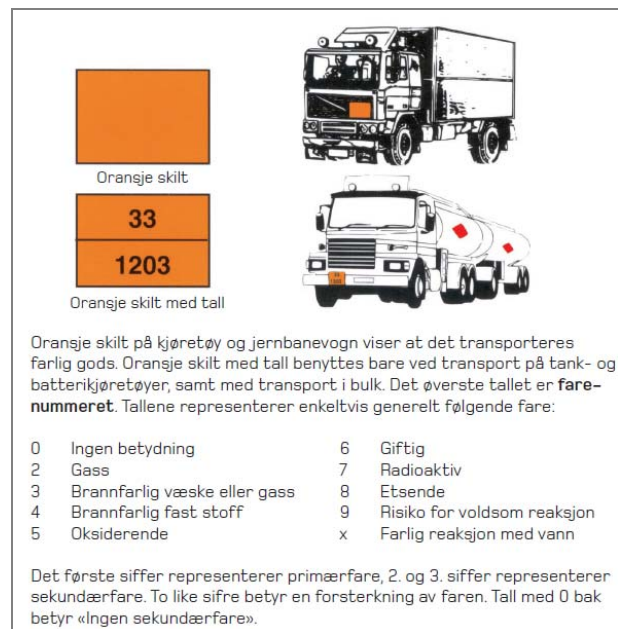 Oransje skilt
33
1203
Oransje skilt med tall
Oransje skilt på kjøretøy og jernbanevogn viser at det transporteres
farlig gods. Oransje skilt med tall benyttes bare ved transport på tank- og
batterikjøretøyer, samt med transport i bulk. Det øverste tallet er fare-
nummeret. Tallene representerer enkeltvis generelt følgende fare:
0 Ingen betydning
2 Gass
3 Brannfarlig væske eller gass
4 Brannfarlig fast stoff
5 Oksiderende
6 Giftig
7 Radioaktiv
8 Etsende
9 Risiko for voldsom reaksjon
x Farlig reaksjon med vann
Det første siffer representerer primærfare, 2. og 3. siffer representerer
sekundærfare. To like sifre betyr en forsterkning av faren. Tall med 0 bak
betyr «Ingen sekundærfare».